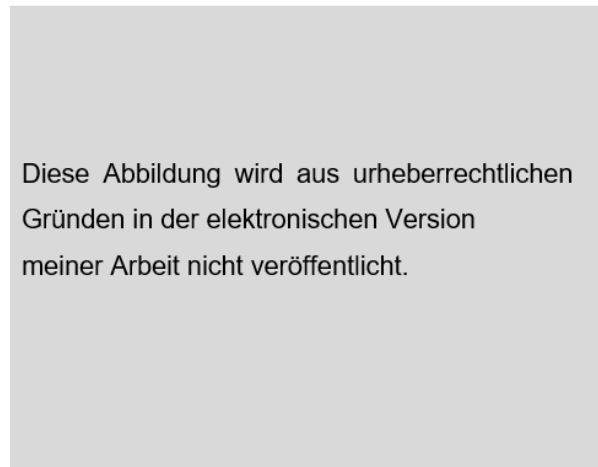 Diese Abbildung wird aus urheberrechtlichen
Gründen in der elektronischen Version
meiner Arbeit nicht veröffentlicht.